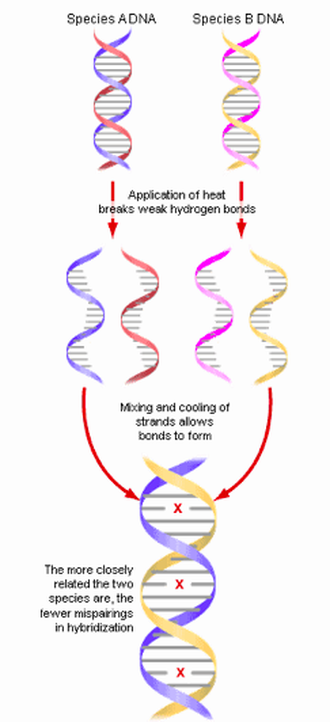 Species A DNA
Species B DNA
Application of heat
breaks weak hydrogen bonds
Mixing and cooling of
strands allows
bonds to form
X
The more closely
related the two
species are, the
fewer mispairings
in hybridization
X
X